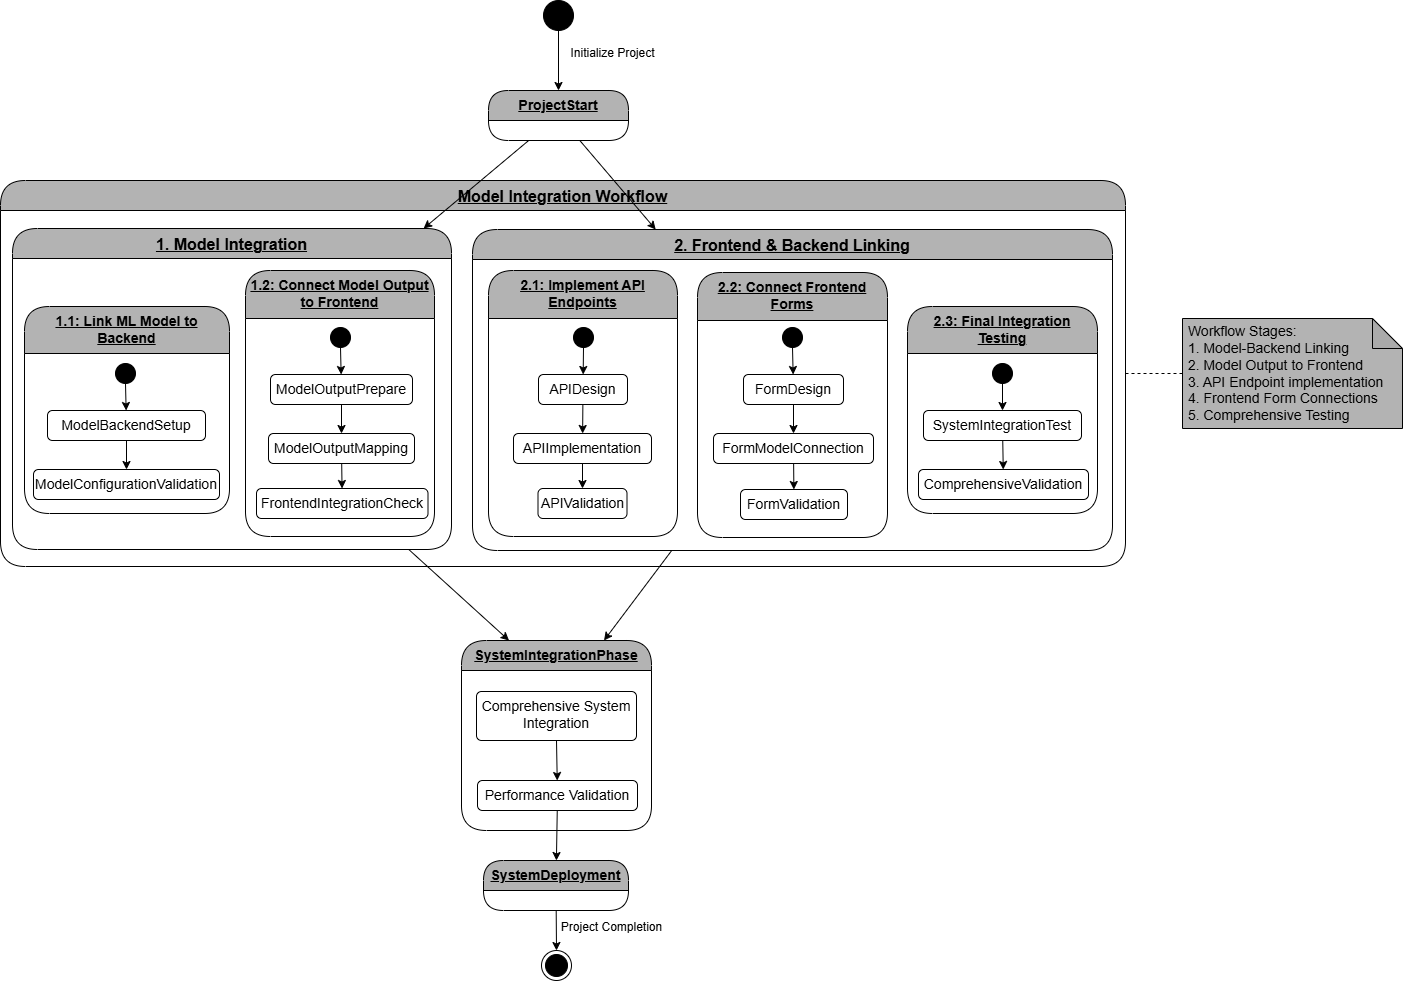 Initialize Project
ProjectStart
Model Integration Workflow
1. Model Integration
1.1: Link ML Model to
Backend
ModelBackendSetup
ModelConfigurationValidation
1.2: Connect Model Output
to Frontend
ModelOutputPrepare
ModelOutputMapping
FrontendIntegrationCheck
2. Frontend & Backend Linking
2.1: Implement API
Endpoints
APIDesign
APIImplementation
APIValidation
2.2: Connect Frontend
Forms
FormDesign
FormModelConnection
FormValidation
2.3: Final Integration
Testing
SystemIntegrationTest
ComprehensiveValidation
Workflow Stages:
1. Model-Backend Linking
2. Model Output to Frontend
3. API Endpoint implementation
4. Frontend Form Connections
5. Comprehensive Testing
SystemIntegrationPhase
Comprehensive System
Integration
Performance Validation
SystemDeployment
Project Completion